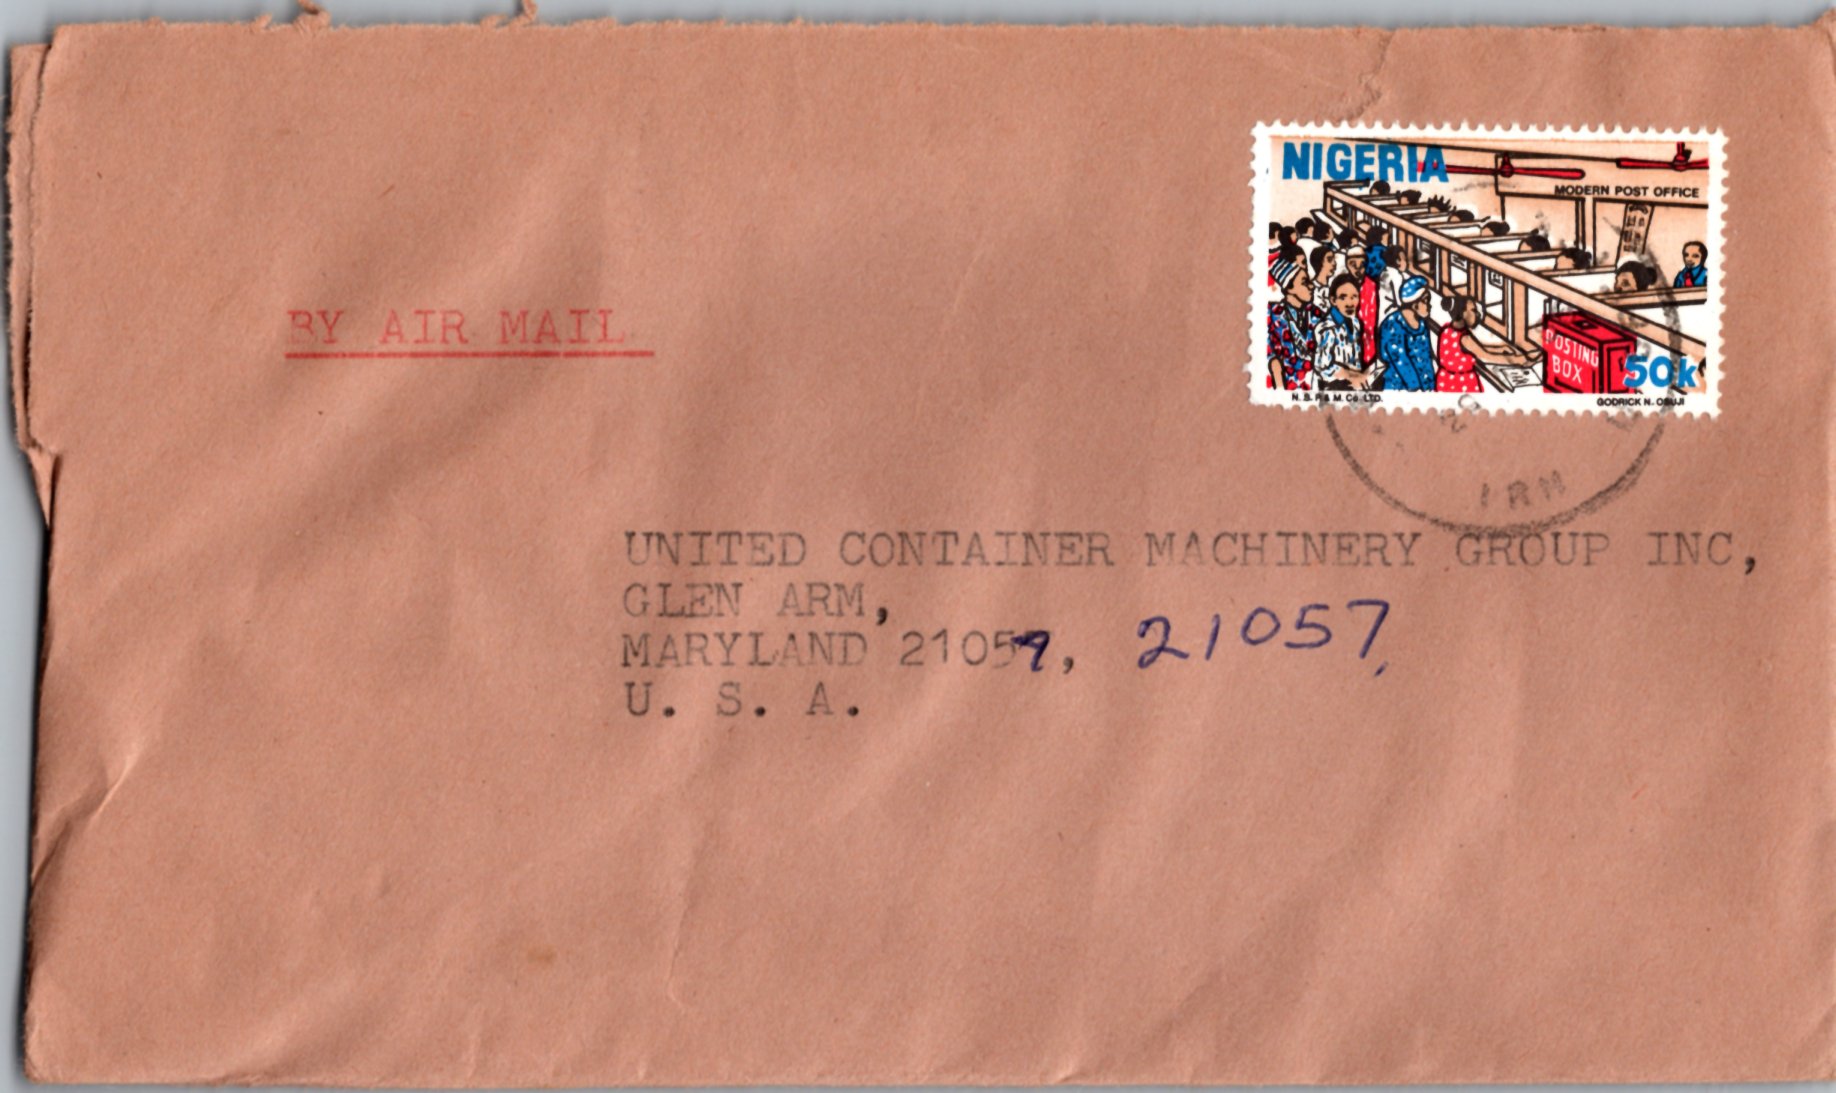 NIGERIA
MODERN POST OFFICE
POSTING
BOX
50k
N. S. P. & M. Co. LTD.
GODRICK N. OSUJI
BY AIR MAIL
UNITED CONTAINER MACHINERY GROUP INC,
GLEN ARM,
MARYLAND 21057, 21057,
U. S. A.